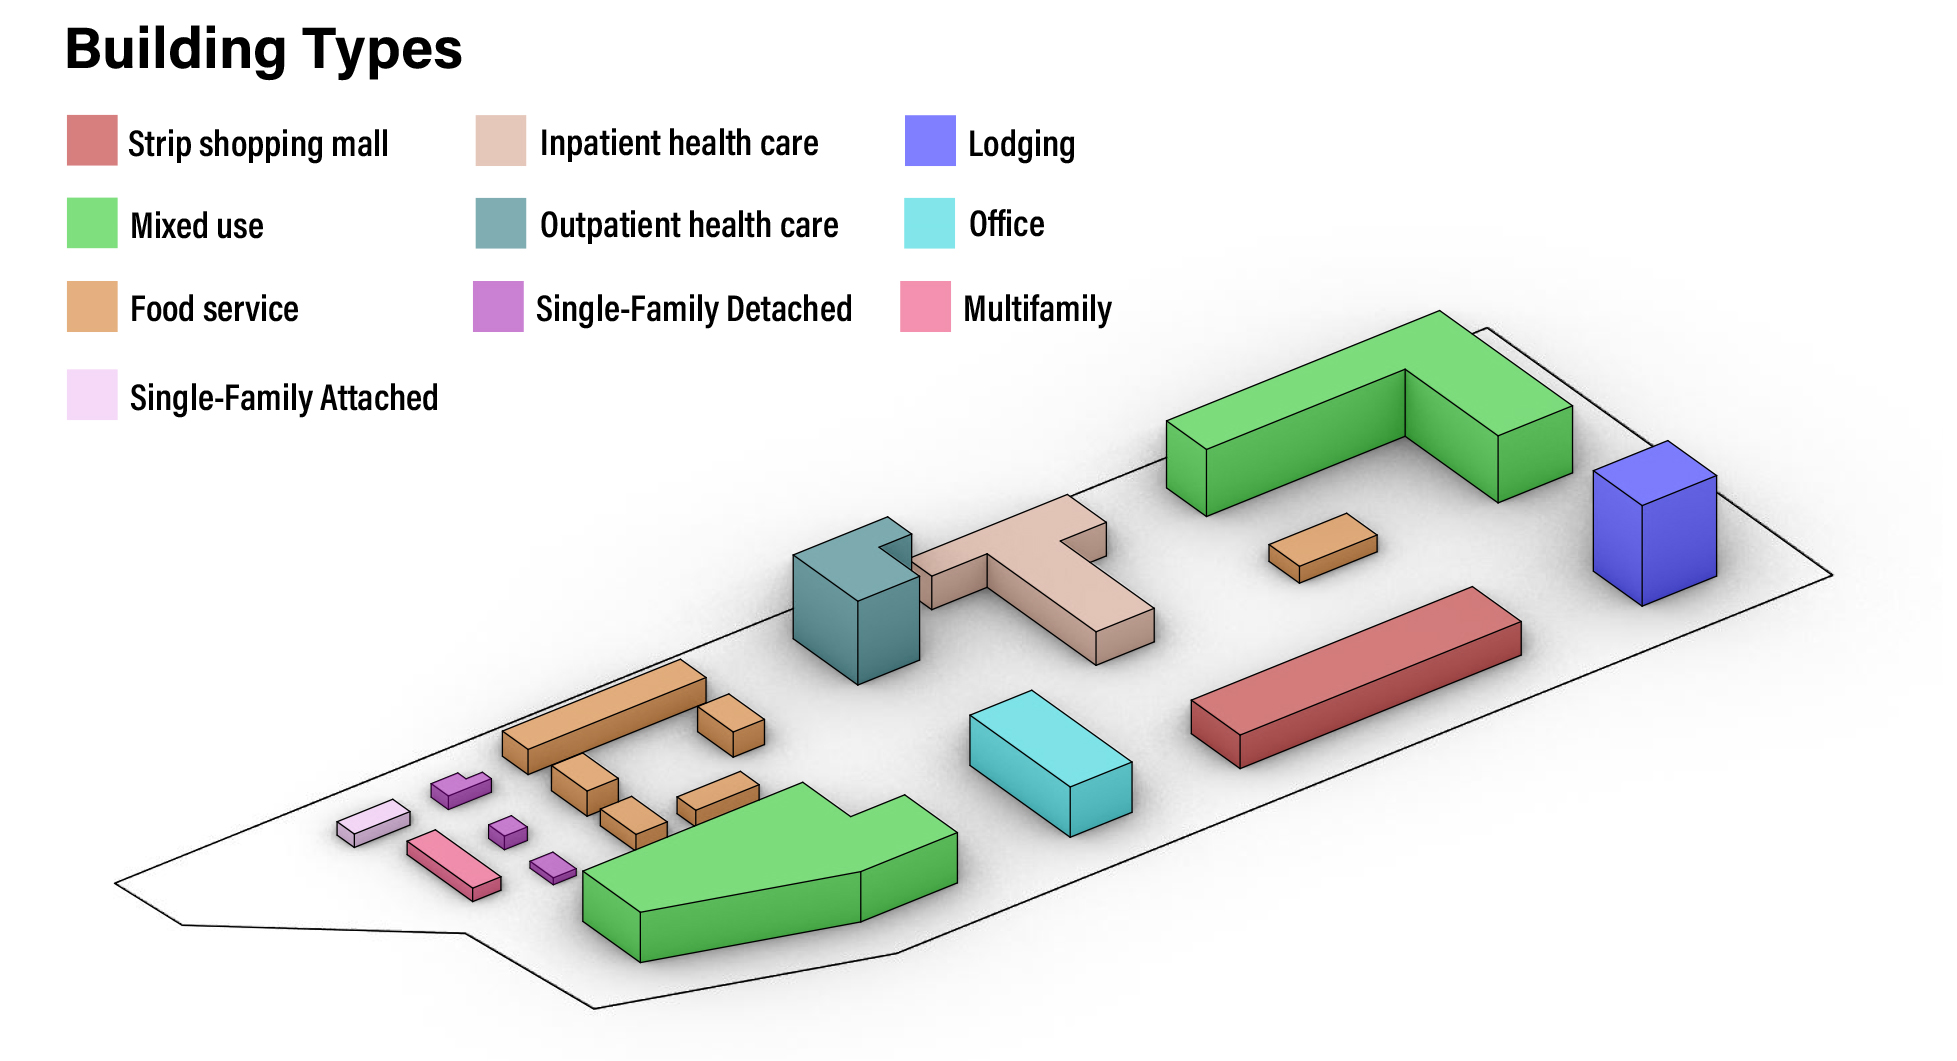 Building Types
Strip shopping mall
Inpatient health care
Lodging
Mixed use
Outpatient health care
Office
Food service
Single-Family Detached
Multifamily
Single-Family Attached